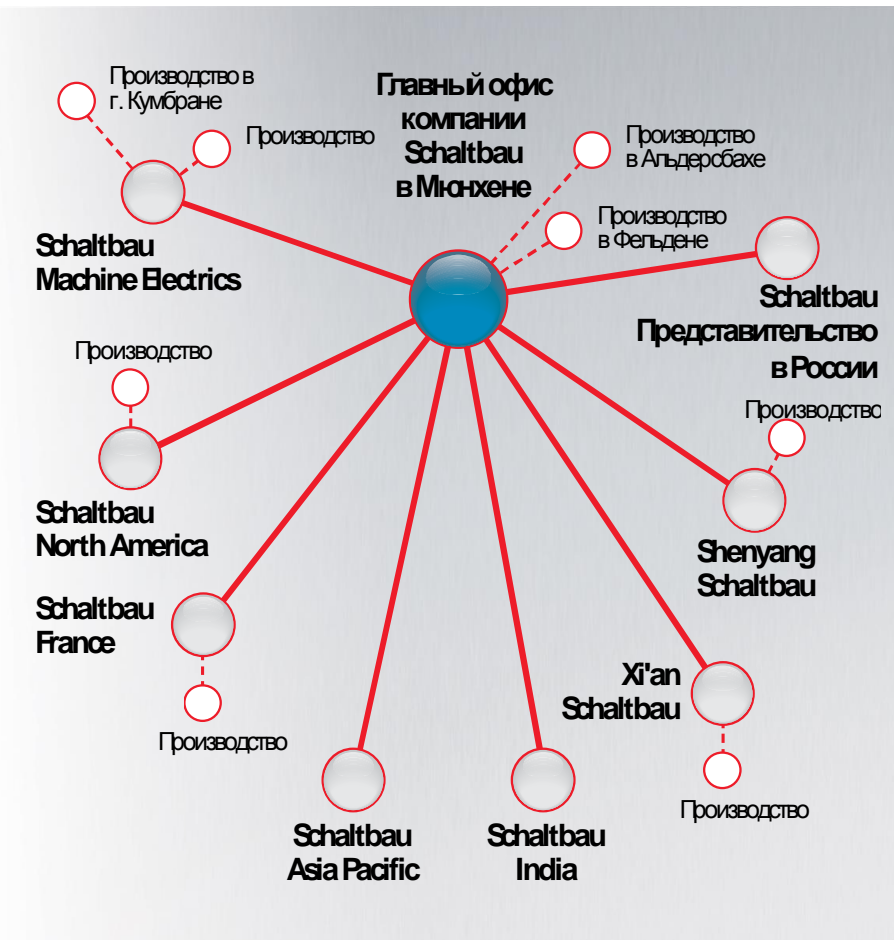 Производство в
г. Кумбране
Производство
Schaltbau
Machine Electrics
Главный офис
компании
Schaltbau
в Мюнхене
Производство
в Альдерсбахе
Производство
в Фельдене
Schaltbau
Представительство
в России
Производство
Schaltbau
North America
Производство
Shenyang
Schaltbau
Schaltbau
France
Производство
Xi'an
Schaltbau
Производство
Schaltbau
Asia Pacific
Schaltbau
India